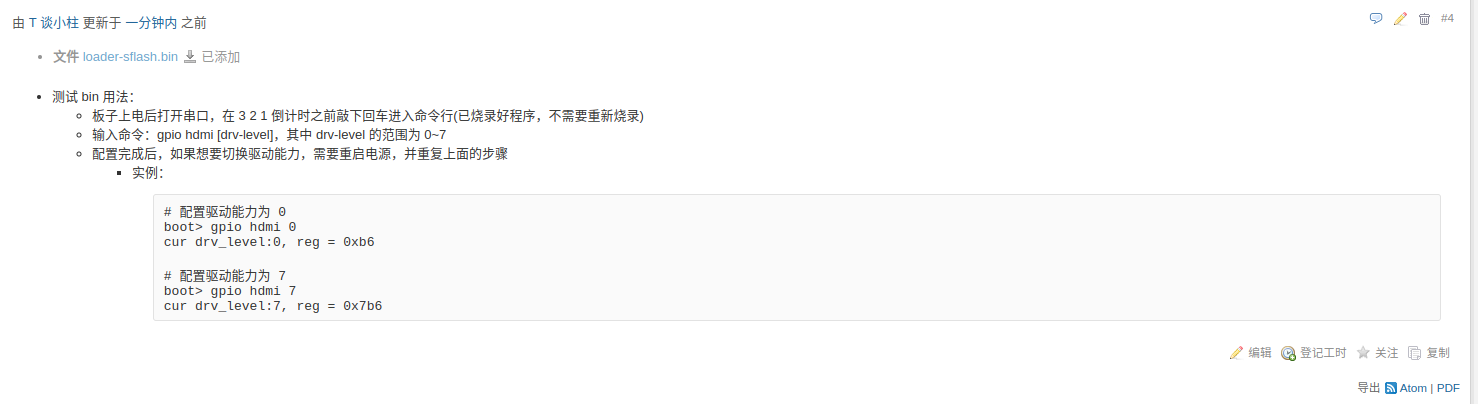 由 T 谈小柱 更新于 一分钟内 之前
#4
文件 loader-sflash.bin 已添加
测试 bin 用法：
板子上电后打开串口，在 3 2 1 倒计时之前敲下回车进入命令行(已烧录好程序，不需要重新烧录)
输入命令：gpio hdmi [drv-level]，其中 drv-level 的范围为 0~7
配置完成后，如果想要切换驱动能力，需要重启电源，并重复上面的步骤
实例：
# 配置驱动能力为 0
boot> gpio hdmi 0
cur drv_level:0, reg = 0xb6
# 配置驱动能力为 7
boot> gpio hdmi 7
cur drv_level:7, reg = 0x7b6
编辑 登记工时 关注 复制
导出 Atom | PDF